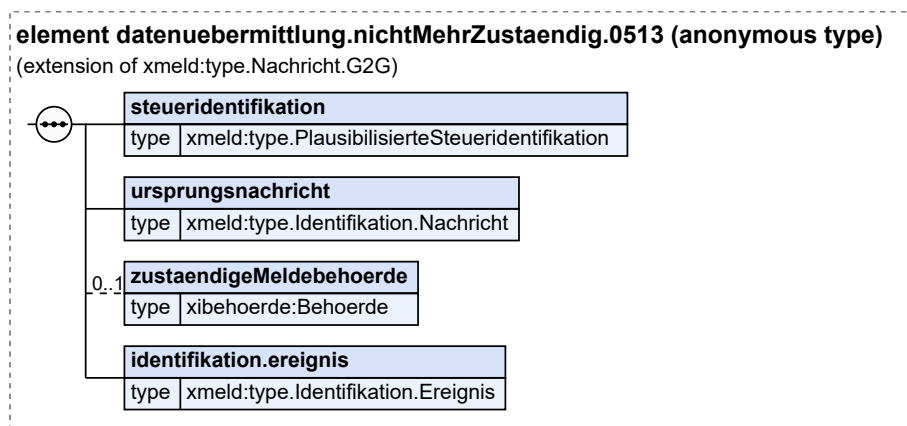 element datenuebermittlung.nichtMehrZustaendig.0513 (anonymous type)
(extension of xmeld:type.Nachricht.G2G)
steueridentifikation
type xmeld:type.PlausibilisierteSteueridentifikation
ursprungsnachricht
type xmeld:type.Identifikation.Nachricht
0..1 zustaendigeMeldebehoerde
type xibehoerde:Behoerde
identifikation.ereignis
type xmeld:type.Identifikation.Ereignis